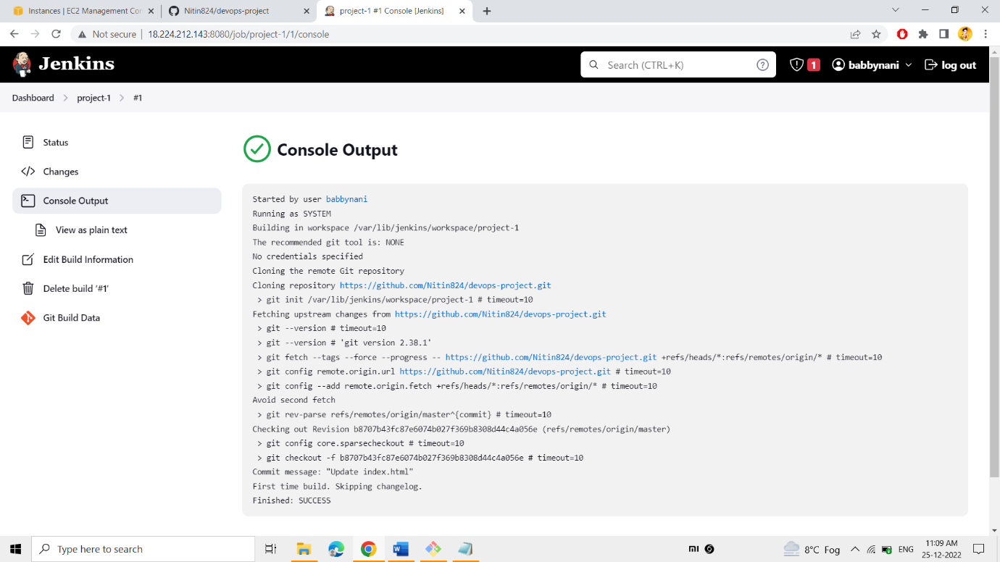 Instances | EC2 Management Con
Nitin824/devops-project
project-1 #1 Console [Jenkins]
Not secure
18.224.212.143:8080/job/project-1/1/console
Jenkins
Search (CTRL+K)
1
babbynani
log out
Dashboard
project-1
#1
Status
Changes
Console Output
View as plain text
Edit Build Information
Delete build ‘#1’
Git Build Data
Console Output
Started by user babbynani
Running as SYSTEM
Building in workspace /var/lib/jenkins/workspace/project-1
The recommended git tool is: NONE
No credentials specified
Cloning the remote Git repository
Cloning repository https://github.com/Nitin824/devops-project.git
> git init /var/lib/jenkins/workspace/project-1 # timeout=10
Fetching upstream changes from https://github.com/Nitin824/devops-project.git
> git --version # timeout=10
> git --version # 'git version 2.38.1'
> git fetch --tags --force --progress -- https://github.com/Nitin824/devops-project.git +refs/heads/*:refs/remotes/origin/* # timeout=10
> git config remote.origin.url https://github.com/Nitin824/devops-project.git # timeout=10
> git config --add remote.origin.fetch +refs/heads/*:refs/remotes/origin/* # timeout=10
Avoid second fetch
> git rev-parse refs/remotes/origin/master^{commit} # timeout=10
Checking out Revision b8707b43fc87e6074b027f369b8308d44c4a056e (refs/remotes/origin/master)
> git config core.sparsecheckout # timeout=10
> git checkout -f b8707b43fc87e6074b027f369b8308d44c4a056e # timeout=10
Commit message: "Update index.html"
First time build. Skipping changelog.
Finished: SUCCESS
Type here to search
8°C Fog
ENG
11:09 AM
25-12-2022